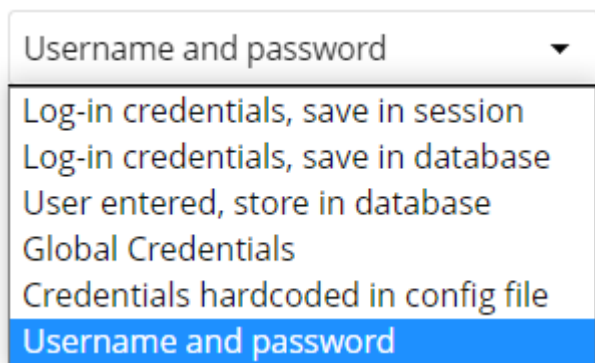 Username and password
Log-in credentials, save in session
Log-in credentials, save in database
User entered, store in database
Global Credentials
Credentials hardcoded in config file
Username and password